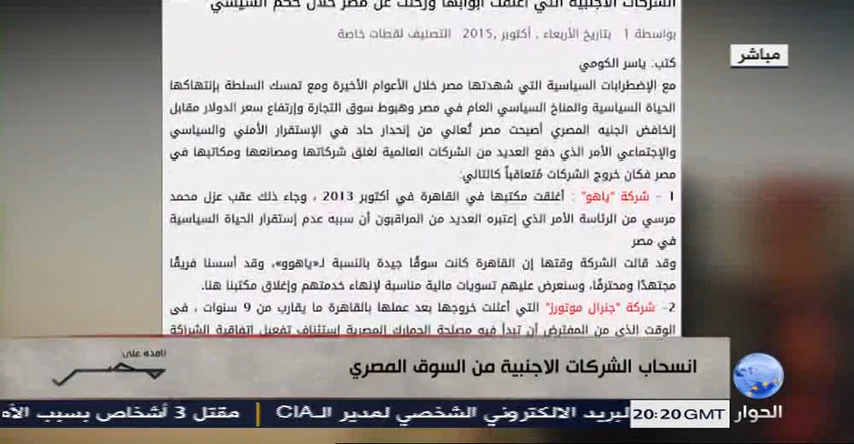 الشركات الاجنبية التي أغلقت أبوابها ورحلت عن مصر خلال حكم السيسي
بواسطة 1 بتاريخ الأربعاء , أكتوبر ,2015 التصنيف لقطات خاصة
مباشر
كتب: ياسر الكومي
مع الإضطرابات السياسية التي شهدتها مصر خلال الأعوام الأخيرة ومع تمسك السلطة بإنتهاكها
الحياة السياسية والمناخ السياسي العام في مصر وهبوط سوق التجارة وإرتفاع سعر الدولار مقابل
إنخافض الجنيه المصري أصبحت مصر تُعاني من إنحدار حاد في الإستقرار الأمني والسياسي
والإجتماعي الأمر الذي دفع العديد من الشركات العالمية لغلق شركاتها ومصانعها ومكاتبها في
مصر فكان خروج الشركات مُتعاقباً كالتالي:
1 – شركة "ياهو" : أغلقت مكتبها في القاهرة في أكتوبر 2013 ، وجاء ذلك عقب عزل محمد
مرسي من الرئاسة الأمر الذي إعتبره العديد من المراقبون أن سببه عدم إستقرار الحياة السياسية
في مصر
وقد قالت الشركة وقتها إن القاهرة كانت سوقًا جيدة بالنسبة لـ«ياهوو»، وقد أسسنا فريقًا
مجتهدًا ومحترفًا، وسنعرض عليهم تسويات مالية مناسبة لإنهاء خدمتهم وإغلاق مكتبنا هنا.
2– شركة "جنرال موتورز" التي أعلنت خروجها بعد عملها بالقاهرة ما يقارب من 9 سنوات ، فى
الوقت الذى من المفترض أن تبدأ فيه مصلحة الجمارك المصرية إستئناف تفعيل اتفاقية الشراكة
نافذة على
مصر
انسحاب الشركات الاجنبية من السوق المصري
الحوار
20:20 GMT
لبريد الالكتروني الشخصي لمدير الـCIA
مقتل 3 أشخاص بسبب الأم